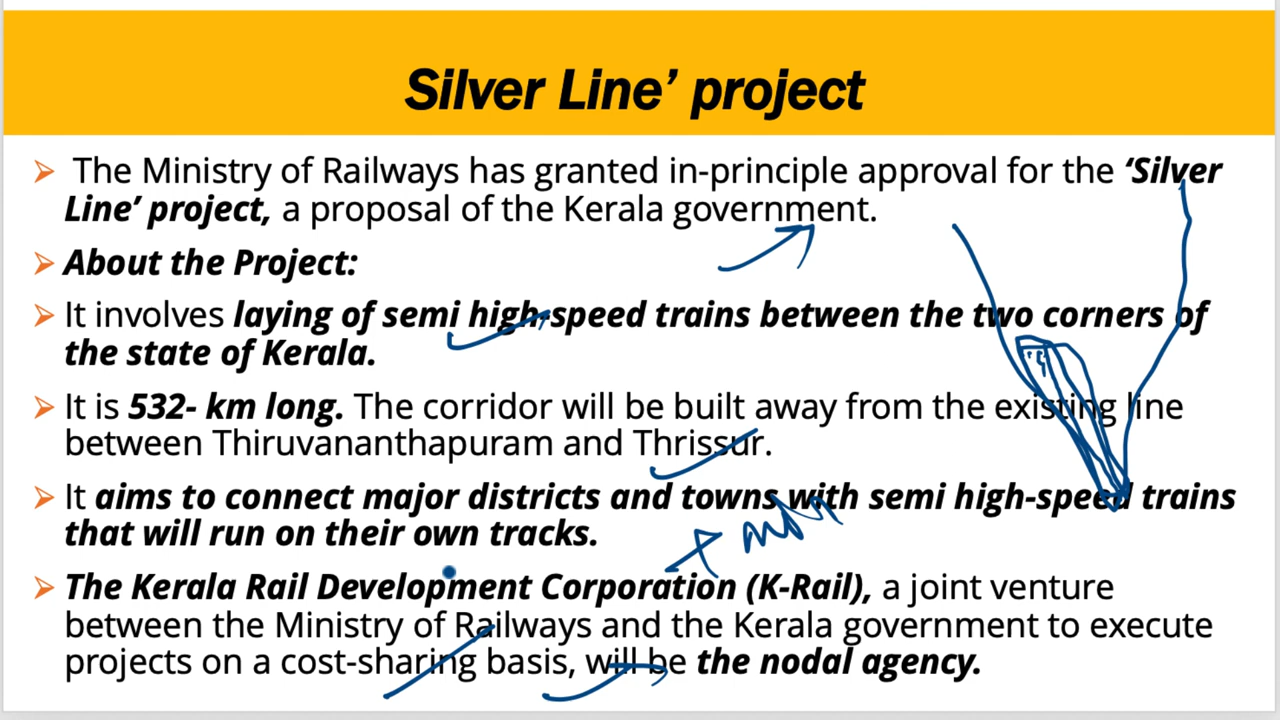 Silver Line’ project
➢ The Ministry of Railways has granted in-principle approval for the ‘Silver
Line’ project, a proposal of the Kerala government.
➢ About the Project:
➢ It involves laying of semi high-speed trains between the two corners of
the state of Kerala.
➢ It is 532- km long. The corridor will be built away from the existing line
between Thiruvananthapuram and Thrissur.
➢ It aims to connect major districts and towns with semi high-speed trains
that will run on their own tracks.
➢ The Kerala Rail Development Corporation (K-Rail), a joint venture
between the Ministry of Railways and the Kerala government to execute
projects on a cost-sharing basis, will be the nodal agency.